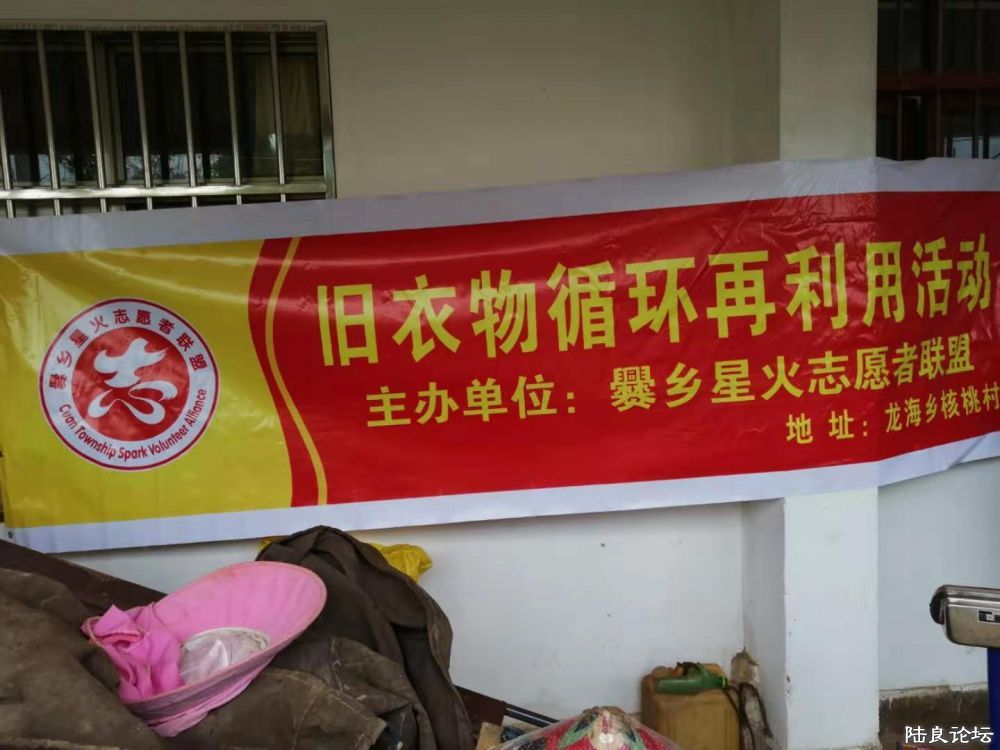 旧衣物循环再利用活动
主办单位：爨乡星火志愿者联盟
地址：龙海乡核桃村
爨乡星火志愿者联盟
志
Cuan Township Spark Volunteer Alliance
陆良论坛